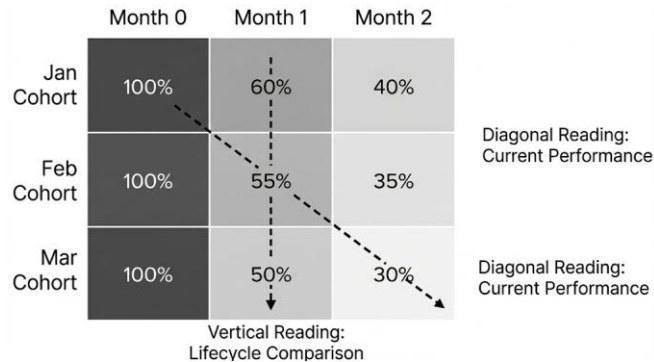 Month 0 Month 1 Month 2
Jan
Cohort
100% 60% 40%
Diagonal Reading:
Current Performance
Feb
Cohort
100% 55% 35%
Mar
Cohort
100% 50% 30%
Diagonal Reading:
Current Performance
Vertical Reading:
Lifecycle Comparison